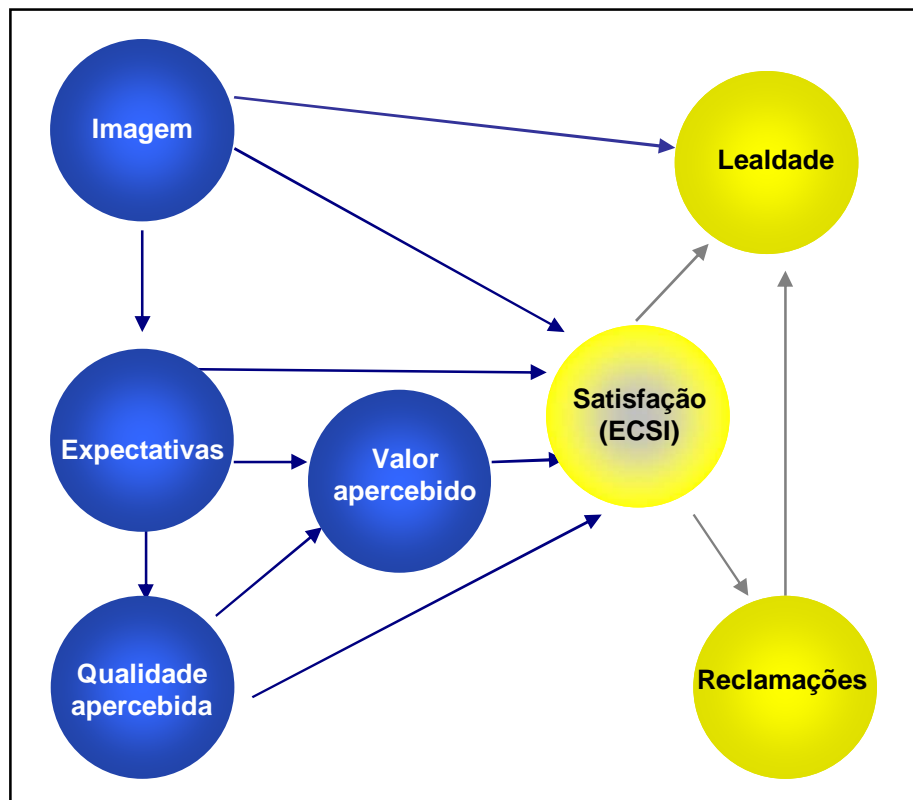 Imagem
Lealdade
Expectativas
Valor
apercebido
Satisfação
(ECSI)
Qualidade
apercebida
Reclamações